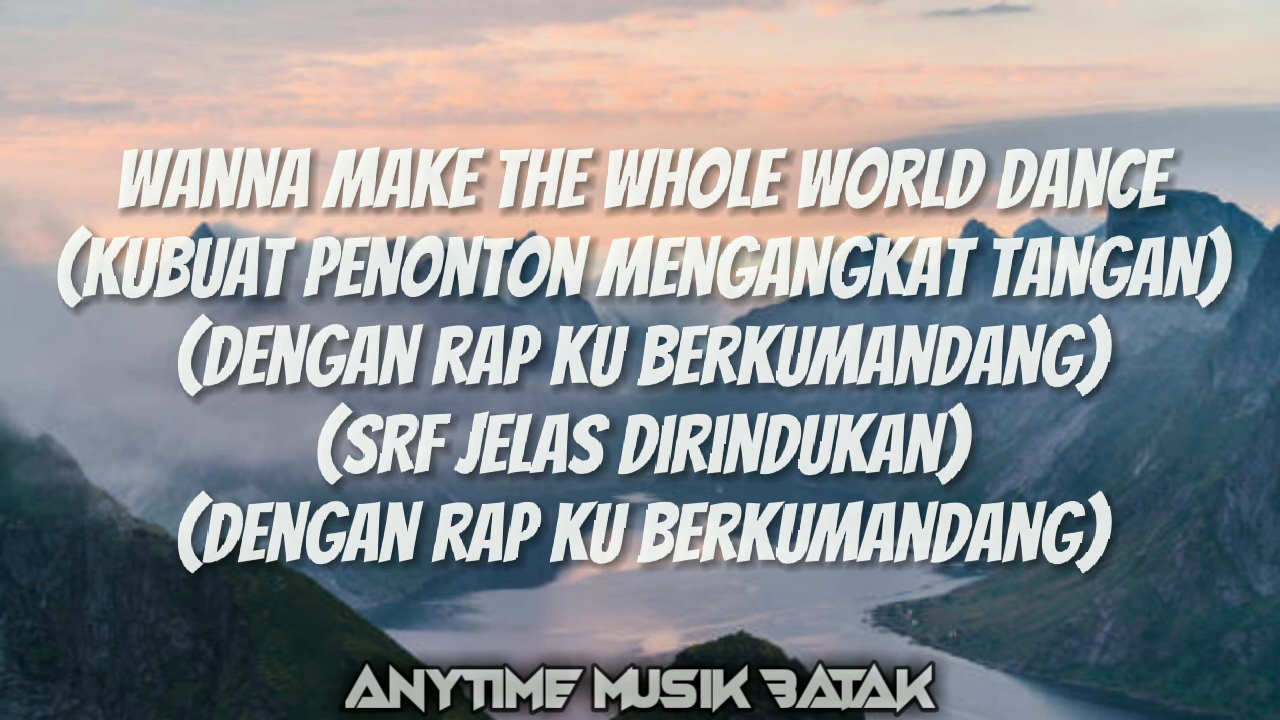 WANNA MAKE THE WHOLE WORLD DANCE
(KUBUAT PENONTON MENGANGKAT TANGAN)
(DENGAN RAP KU BERKUMANDANG)
(SRF JELAS DIRINDUKAN)
(DENGAN RAP KU BERKUMANDANG)
ANYTIME MUSIK BATAK